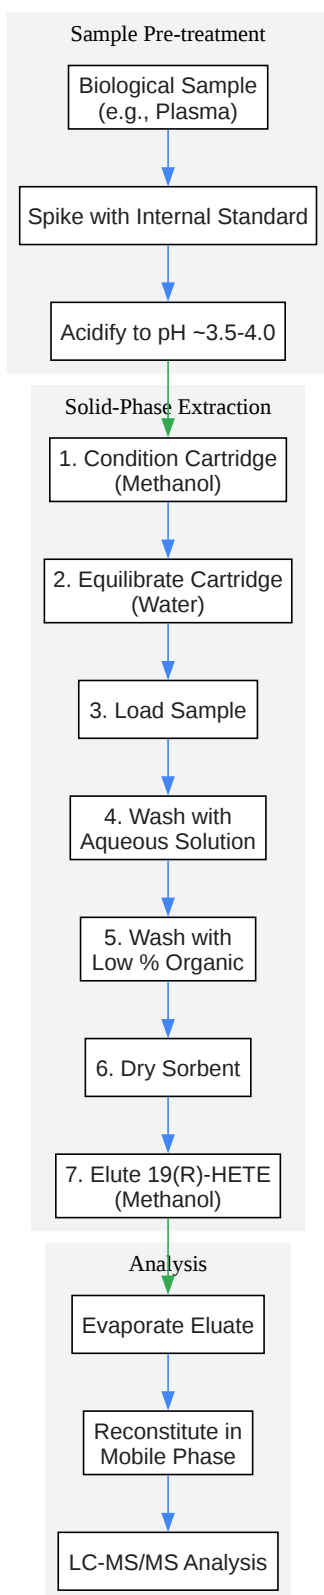 Sample Pre-treatment
Biological Sample
(e.g., Plasma)
Spike with Internal Standard
Acidify to pH ~3.5-4.0
Solid-Phase Extraction
1. Condition Cartridge
(Methanol)
2. Equilibrate Cartridge
(Water)
3. Load Sample
4. Wash with
Aqueous Solution
5. Wash with
Low % Organic
6. Dry Sorbent
7. Elute 19(R)-HETE
(Methanol)
Analysis
Evaporate Eluate
Reconstitute in
Mobile Phase
LC-MS/MS Analysis